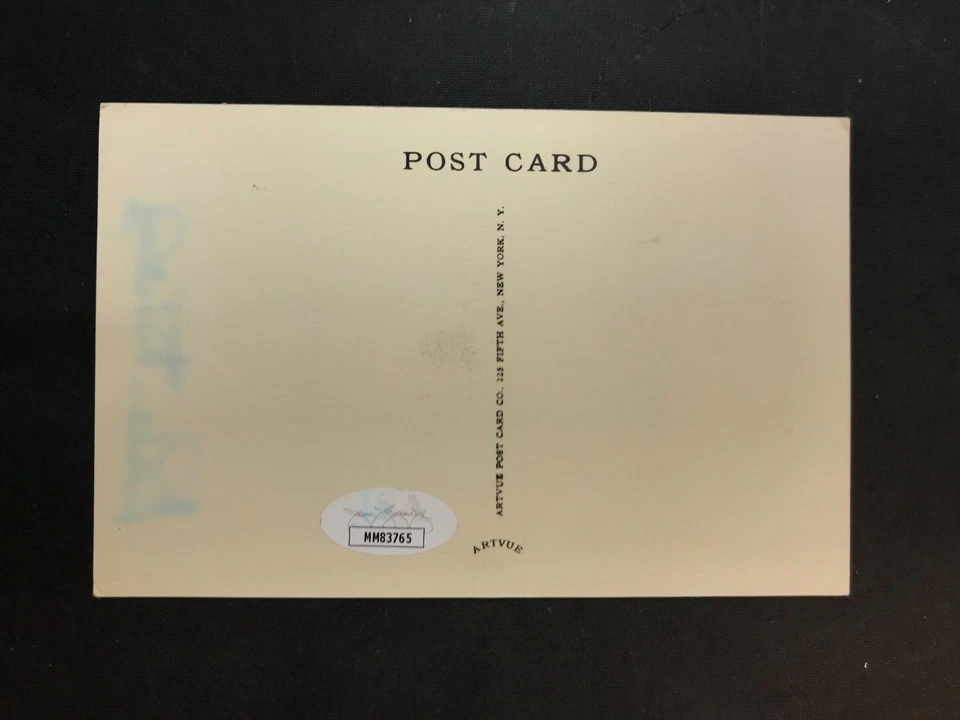 POST CARD
ARTVUE POST CARD CO., 225 FIFTH AVE., NEW YORK, N. Y.
MM83765
ARTVUE